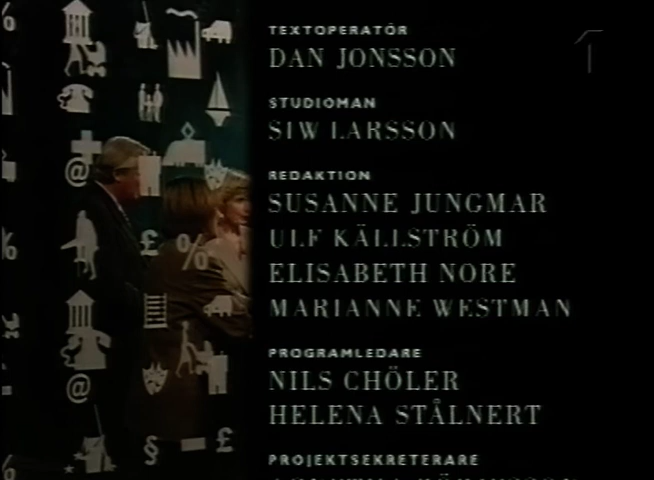 TEXTOPERATÖR
DAN JONSSON
STUDIOMAN
SIW LARSSON
REDAKTION
SUSANNE JUNGMAR
ULF KÄLLSTRÖM
ELISABETH NORE
MARIANNE WESTMAN
PROGRAMLEDARE
NILS CHÖLER
HELENA STÅLNERT
PROJEKTSEKRETERARE
1